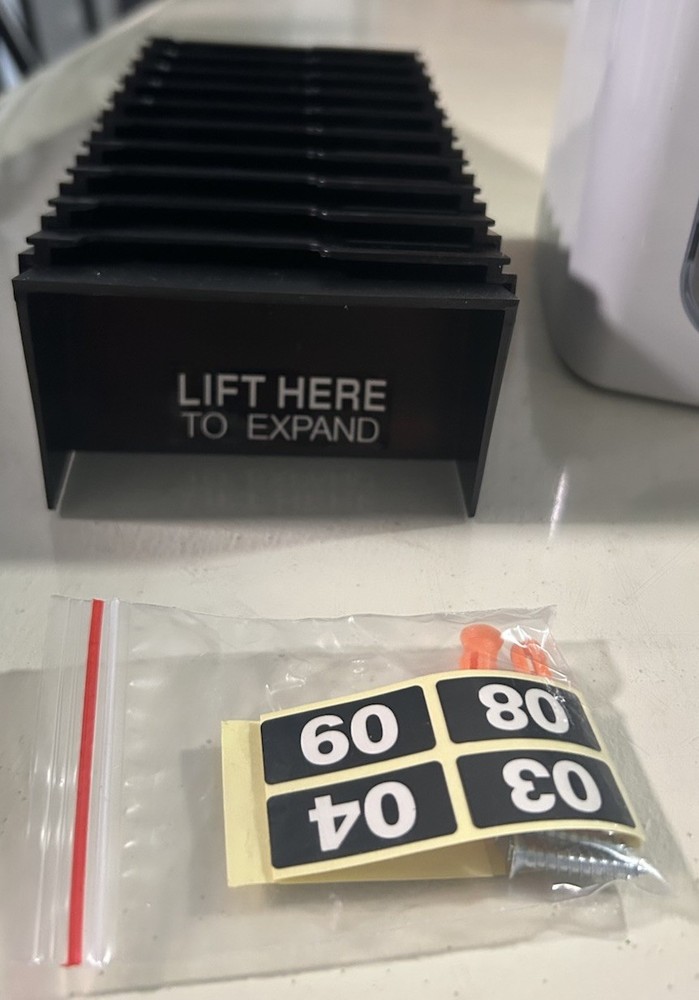 LIFT HERE
TO EXPAND
03 04
08 09